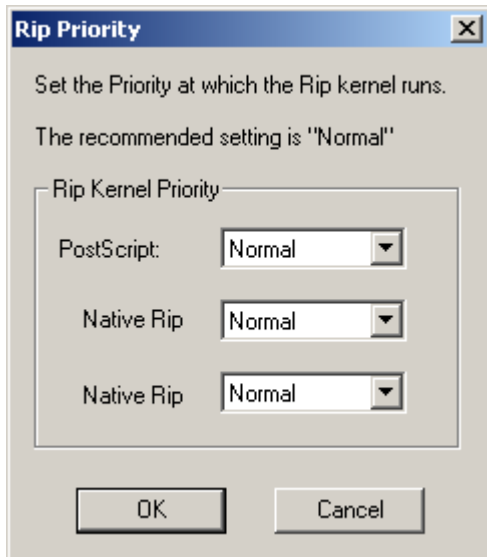 Rip Priority
Set the Priority at which the Rip kernel runs.
The recommended setting is "Normal"
Rip Kernel Priority
PostScript: Normal
Native Rip Normal
Native Rip Normal
OK Cancel